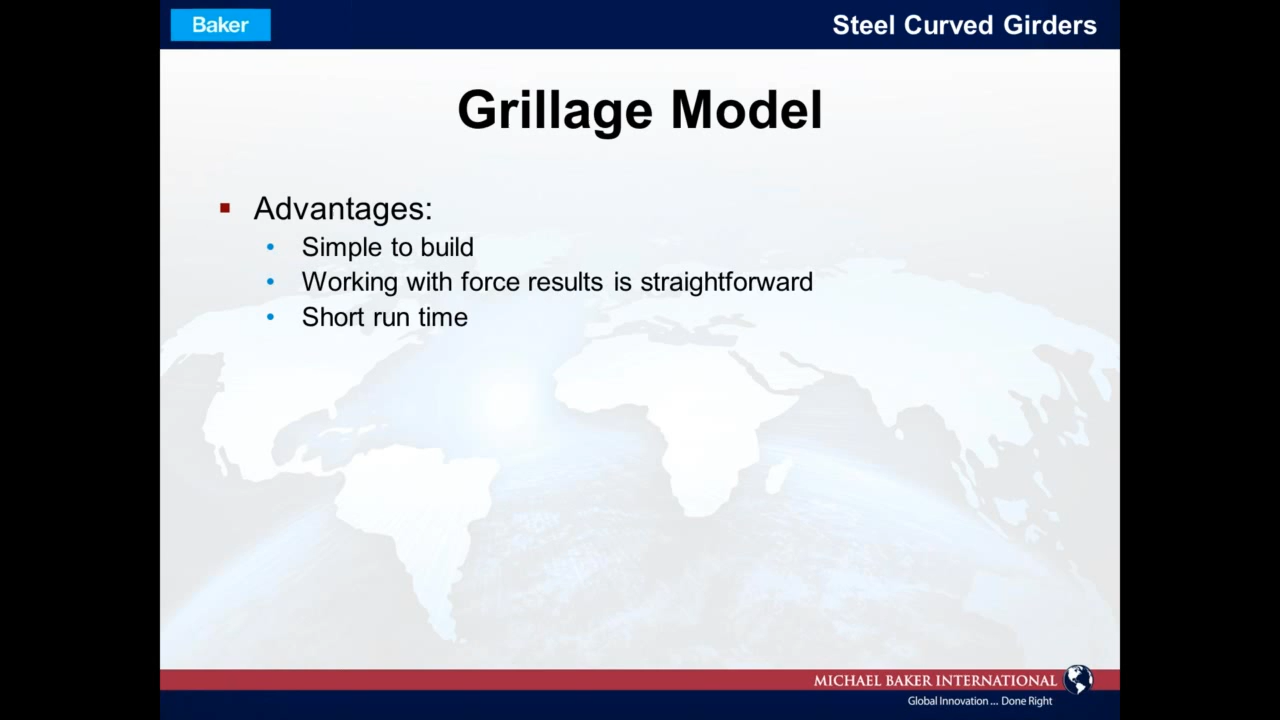 Baker
Steel Curved Girders
Grillage Model
Advantages:
Simple to build
Working with force results is straightforward
Short run time
MICHAEL BAKER INTERNATIONAL
Global Innovation ... Done Right